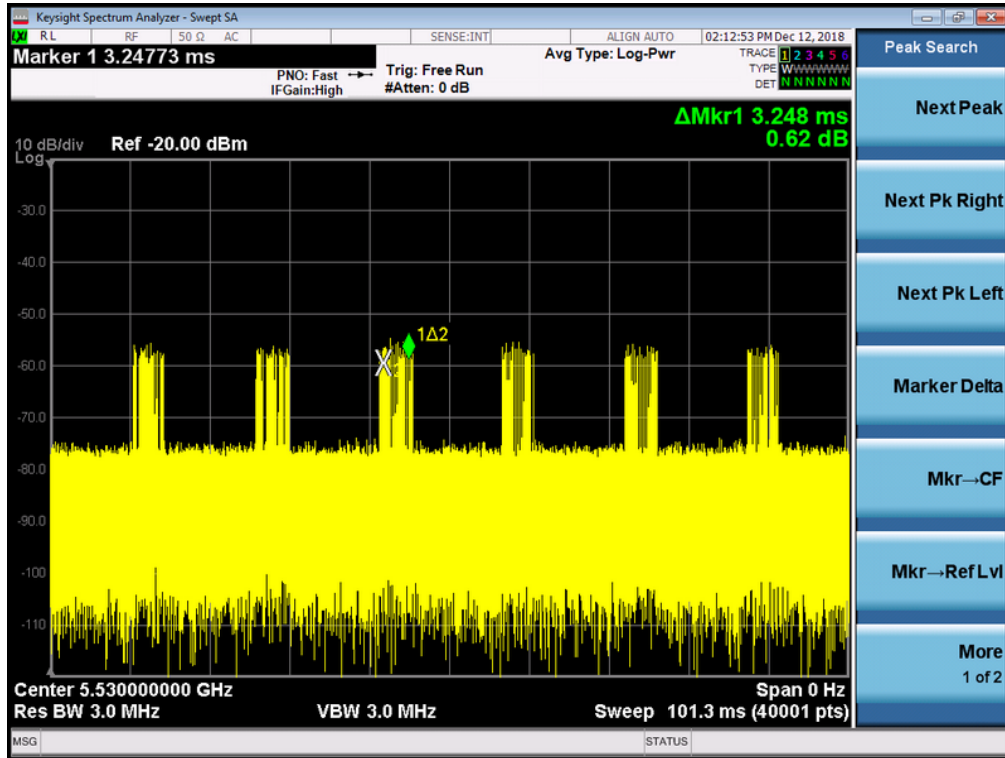 Keysight Spectrum Analyzer - Swept SA
LXI RL RF 50 Ω AC SENSE:INT ALIGN AUTO 02:12:53 PM Dec 12, 2018
Marker 1 3.24773 ms
PNO: Fast
IFGain:High
Trig: Free Run
#Atten: 0 dB
Avg Type: Log-Pwr
TRACE 1 2 3 4 5 6
TYPE WWWWWW
DET N N N N N N
ΔMkr1 3.248 ms
0.62 dB
10 dB/div Ref -20.00 dBm
Log
-30.0
-40.0
-50.0
1Δ2
-60.0
-70.0
-80.0
-90.0
-100
-110
Center 5.530000000 GHz Span 0 Hz
Res BW 3.0 MHz VBW 3.0 MHz Sweep 101.3 ms (40001 pts)
MSG STATUS
Peak Search
Next Peak
Next Pk Right
Next Pk Left
Marker Delta
Mkr→CF
Mkr→Ref Lvl
More
1 of 2